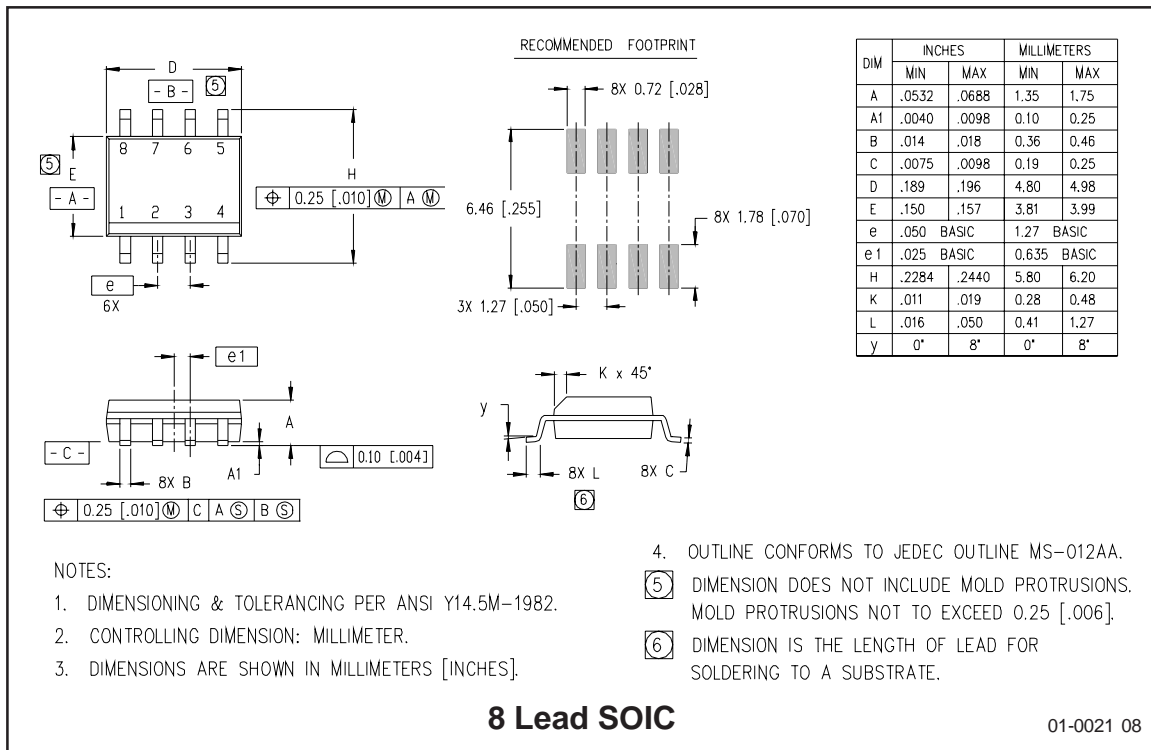 D
- B -
5
8 7 6 5
5
E
- A -
1 2 3 4
H
⌖ 0.25 [.010] Ⓜ A Ⓜ
e
6X
RECOMMENDED FOOTPRINT
8X 0.72 [.028]
6.46 [.255]
8X 1.78 [.070]
3X 1.27 [.050]
DIM INCHES MILLIMETERS
MIN MAX MIN MAX
A .0532 .0688 1.35 1.75
A1 .0040 .0098 0.10 0.25
B .014 .018 0.36 0.46
C .0075 .0098 0.19 0.25
D .189 .196 4.80 4.98
E .150 .157 3.81 3.99
e .050 BASIC 1.27 BASIC
e1 .025 BASIC 0.635 BASIC
H .2284 .2440 5.80 6.20
K .011 .019 0.28 0.48
L .016 .050 0.41 1.27
y 0° 8° 0° 8°
e1
A
- C -
A1
8X B
⌓ 0.10 [.004]
⌖ 0.25 [.010] Ⓜ C A Ⓢ B Ⓢ
K x 45°
y
8X L
6
8X C
NOTES:
1. DIMENSIONING & TOLERANCING PER ANSI Y14.5M-1982.
2. CONTROLLING DIMENSION: MILLIMETER.
3. DIMENSIONS ARE SHOWN IN MILLIMETERS [INCHES].
4. OUTLINE CONFORMS TO JEDEC OUTLINE MS-012AA.
5 DIMENSION DOES NOT INCLUDE MOLD PROTRUSIONS.
MOLD PROTRUSIONS NOT TO EXCEED 0.25 [.006].
6 DIMENSION IS THE LENGTH OF LEAD FOR
SOLDERING TO A SUBSTRATE.
8 Lead SOIC
01-0021 08